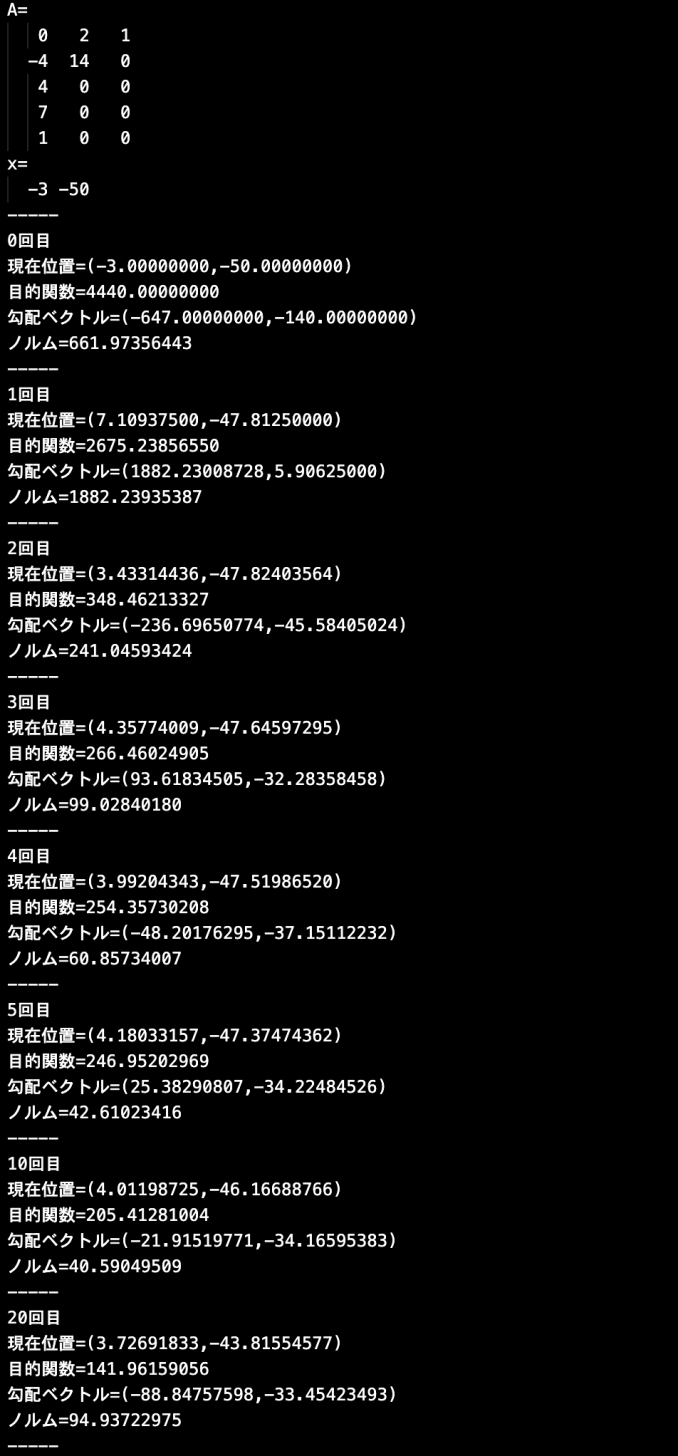 A=
0 2 1
-4 14 0
4 0 0
7 0 0
1 0 0
x=
-3 -50
-----
0回目
現在位置=(-3.00000000,-50.00000000)
目的関数=4440.00000000
勾配ベクトル=(-647.00000000,-140.00000000)
ノルム=661.97356443
-----
1回目
現在位置=(7.10937500,-47.81250000)
目的関数=2675.23856550
勾配ベクトル=(1882.23008728,5.90625000)
ノルム=1882.23935387
-----
2回目
現在位置=(3.43314436,-47.82403564)
目的関数=348.46213327
勾配ベクトル=(-236.69650774,-45.58405024)
ノルム=241.04593424
-----
3回目
現在位置=(4.35774009,-47.64597295)
目的関数=266.46024905
勾配ベクトル=(93.61834505,-32.28358458)
ノルム=99.02840180
-----
4回目
現在位置=(3.99204343,-47.51986520)
目的関数=254.35730208
勾配ベクトル=(-48.20176295,-37.15112232)
ノルム=60.85734007
-----
5回目
現在位置=(4.18033157,-47.37474362)
目的関数=246.95202969
勾配ベクトル=(25.38290807,-34.22484526)
ノルム=42.61023416
-----
10回目
現在位置=(4.01198725,-46.16688766)
目的関数=205.41281004
勾配ベクトル=(-21.91519771,-34.16595383)
ノルム=40.59049509
-----
20回目
現在位置=(3.72691833,-43.81554577)
目的関数=141.96159056
勾配ベクトル=(-88.84757598,-33.45423493)
ノルム=94.93722975
-----